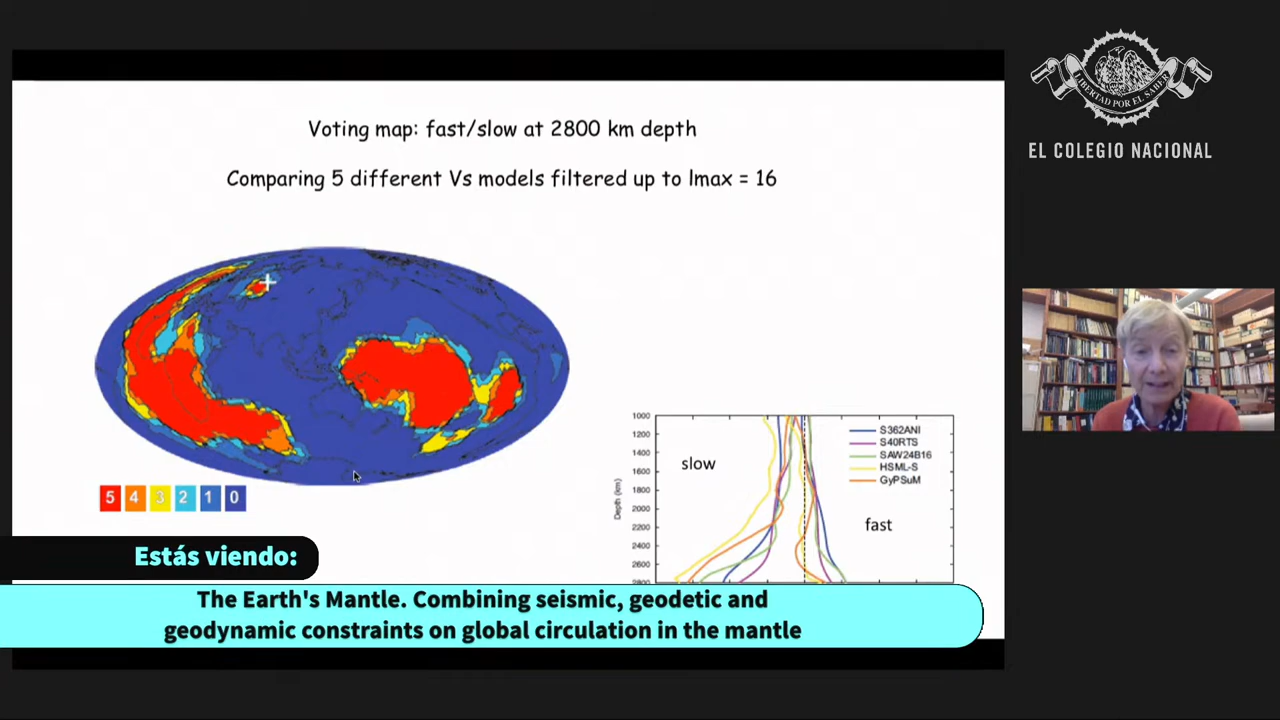 Voting map: fast/slow at 2800 km depth
Comparing 5 different Vs models filtered up to lmax = 16
5 4 3 2 1 0
slow
fast
Depth (km)
1000
1200
1400
1600
1800
2000
2200
2400
2600
2800
S362ANI
S40RTS
SAW24B16
HSML-S
GyPSuM
LIBERTAD POR EL SABER
EL COLEGIO NACIONAL
Estás viendo:
The Earth's Mantle. Combining seismic, geodetic and
geodynamic constraints on global circulation in the mantle